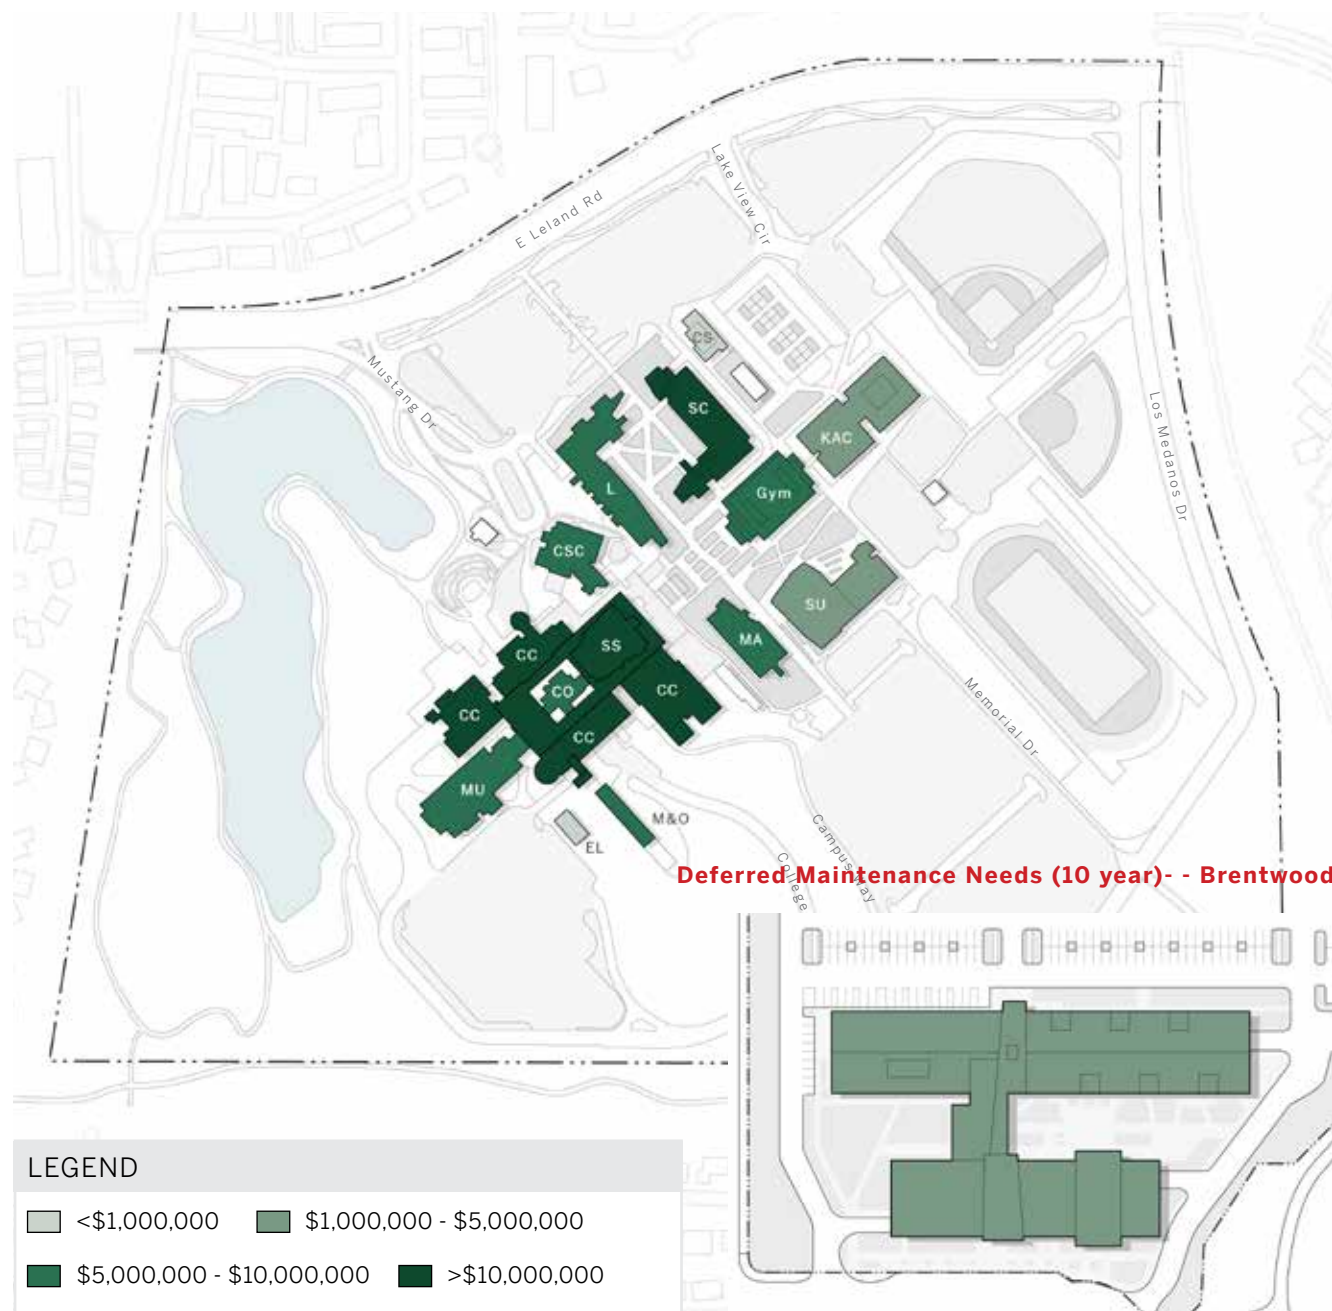 E Leland Rd
Lake View Cir
Mustang Dr
Los Medanos Dr
CS
SC
KAC
L
Gym
CSC
SU
MA
SS
CC
CO
CC
CC
CC
MU
M&O
EL
Memorial Dr
Campus Way
College
Deferred Maintenance Needs (10 year)- - Brentwood
LEGEND
<$1,000,000
$1,000,000 - $5,000,000
$5,000,000 - $10,000,000
>$10,000,000